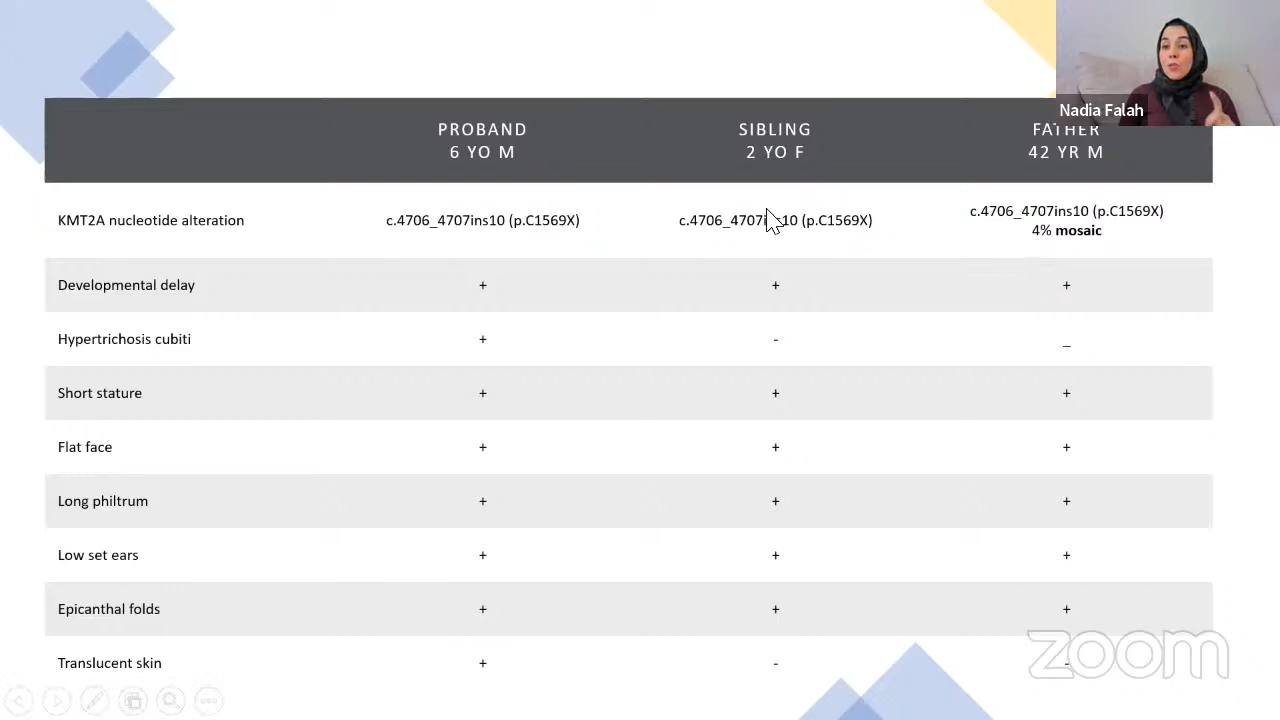 Nadia Falah
PROBAND SIBLING FATHER
6 YO M 2 YO F 42 YR M
KMT2A nucleotide alteration c.4706_4707ins10 (p.C1569X) c.4706_4707ins10 (p.C1569X) c.4706_4707ins10 (p.C1569X)
4% mosaic
Developmental delay + + +
Hypertrichosis cubiti + - _
Short stature + + +
Flat face + + +
Long philtrum + + +
Low set ears + + +
Epicanthal folds + + +
Translucent skin + - -
zoom